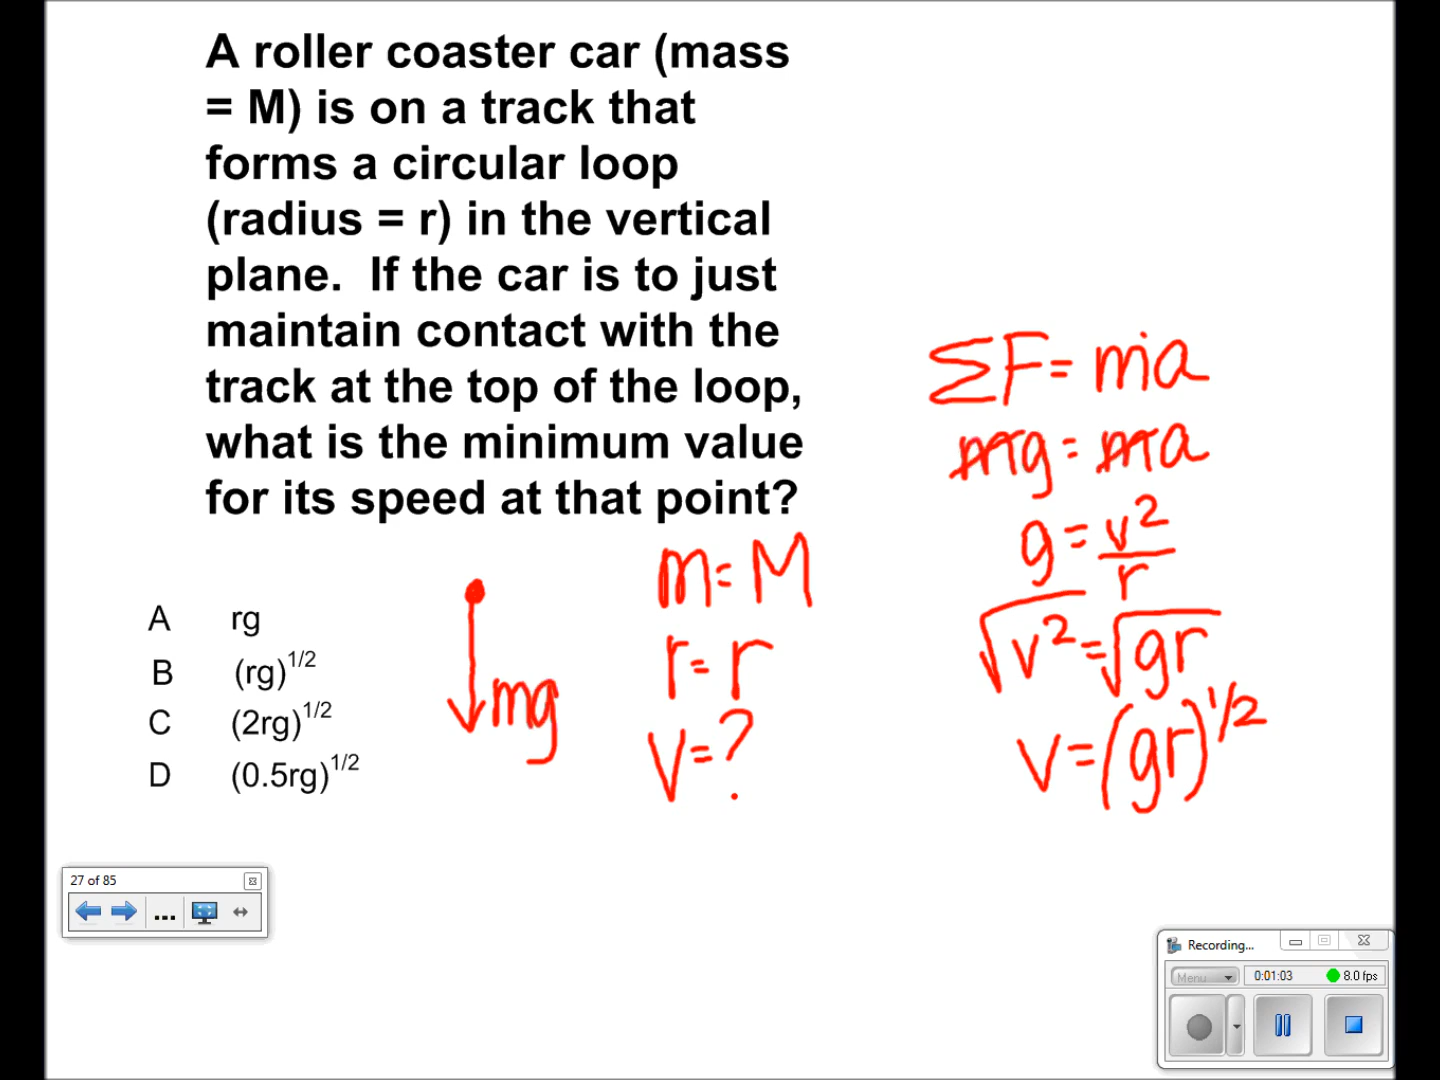 A roller coaster car (mass
= M) is on a track that
forms a circular loop
(radius = r) in the vertical
plane.  If the car is to just
maintain contact with the
track at the top of the loop,
what is the minimum value
for its speed at that point?
A rg
B (rg)^1/2
C (2rg)^1/2
D (0.5rg)^1/2
mg
m = M
r = r
v = ?
ΣF = ma
mg = ma
g = v²/r
√v² = √gr
v = (gr)^1/2
27 of 85
...
Recording...
Menu
0:01:03
8.0 fps